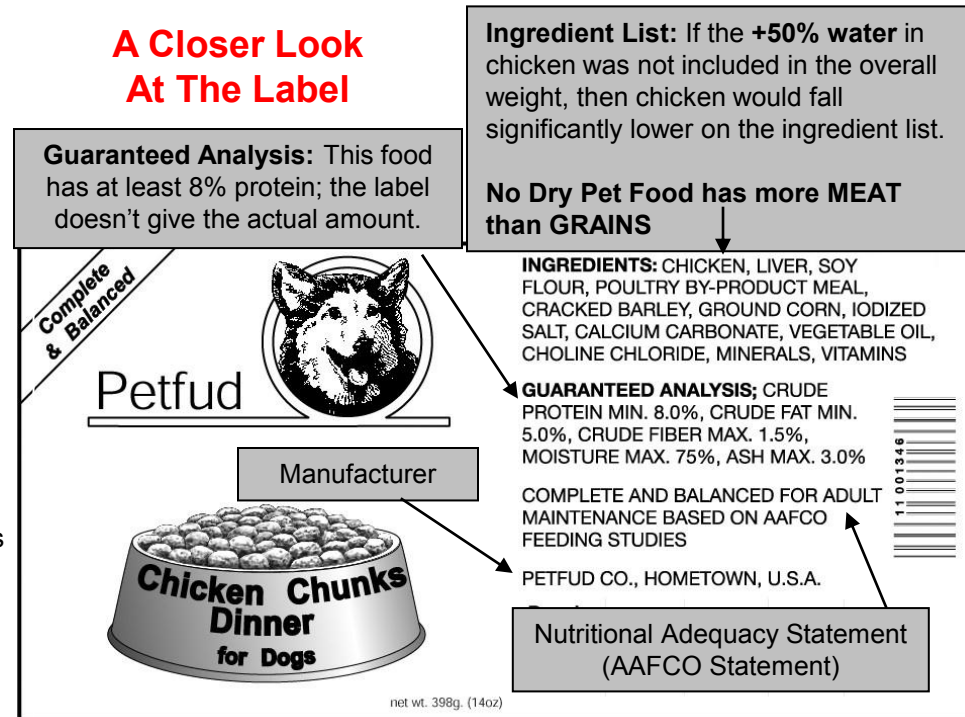 A Closer Look
At The Label
Ingredient List: If the +50% water in
chicken was not included in the overall
weight, then chicken would fall
significantly lower on the ingredient list.
No Dry Pet Food has more MEAT
than GRAINS
Guaranteed Analysis: This food
has at least 8% protein; the label
doesn't give the actual amount.
Complete
& Balanced
Petfud
INGREDIENTS: CHICKEN, LIVER, SOY
FLOUR, POULTRY BY-PRODUCT MEAL,
CRACKED BARLEY, GROUND CORN, IODIZED
SALT, CALCIUM CARBONATE, VEGETABLE OIL,
CHOLINE CHLORIDE, MINERALS, VITAMINS
GUARANTEED ANALYSIS; CRUDE
PROTEIN MIN. 8.0%, CRUDE FAT MIN.
5.0%, CRUDE FIBER MAX. 1.5%,
MOISTURE MAX. 75%, ASH MAX. 3.0%
11001346
Manufacturer
COMPLETE AND BALANCED FOR ADULT
MAINTENANCE BASED ON AAFCO
FEEDING STUDIES
s
PETFUD CO., HOMETOWN, U.S.A.
Chicken Chunks
Dinner
for Dogs
Nutritional Adequacy Statement
(AAFCO Statement)
net wt. 398g. (14oz)